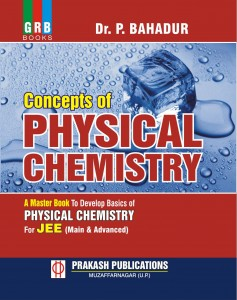 GRB
BOOKS
Dr. P. BAHADUR
Concepts of
PHYSICAL
CHEMISTRY
A Master Book To Develop Basics of
PHYSICAL CHEMISTRY
For JEE (Main & Advanced)
PRAKASH PUBLICATIONS
MUZAFFARNAGAR (U.P)